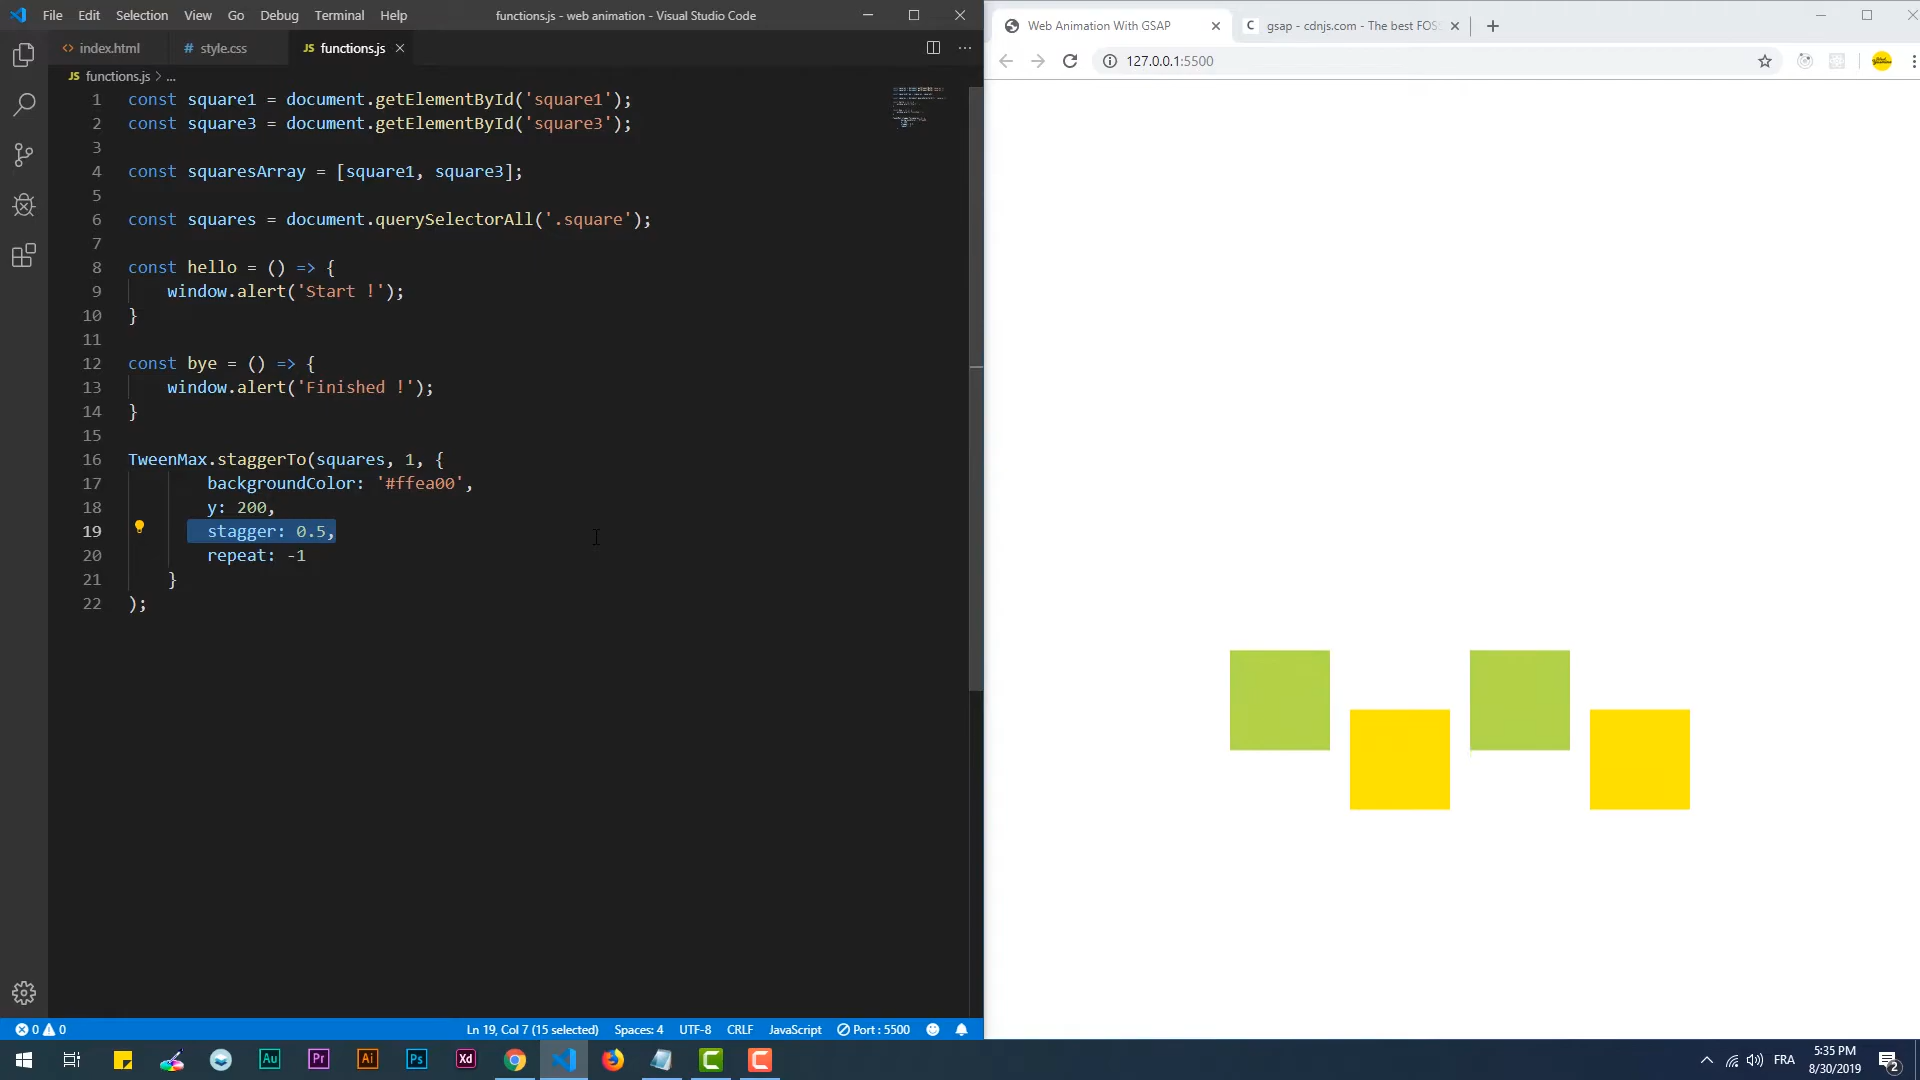 File Edit Selection View Go Debug Terminal Help
functions.js - web animation - Visual Studio Code
index.html
# style.css
JS functions.js
JS functions.js > ...
1 const square1 = document.getElementById('square1');
2 const square3 = document.getElementById('square3');
3
4 const squaresArray = [square1, square3];
5
6 const squares = document.querySelectorAll('.square');
7
8 const hello = () => {
9 window.alert('Start !');
10 }
11
12 const bye = () => {
13 window.alert('Finished !');
14 }
15
16 TweenMax.staggerTo(squares, 1, {
17 backgroundColor: '#ffea00',
18 y: 200,
19 stagger: 0.5,
20 repeat: -1
21 }
22 );
0 0
Ln 19, Col 7 (15 selected) Spaces: 4 UTF-8 CRLF JavaScript Port : 5500
Web Animation With GSAP
C gsap - cdnjs.com - The best FOS
127.0.0.1:5500
Au Pr Ai Ps Xd
FRA
5:35 PM
8/30/2019
2